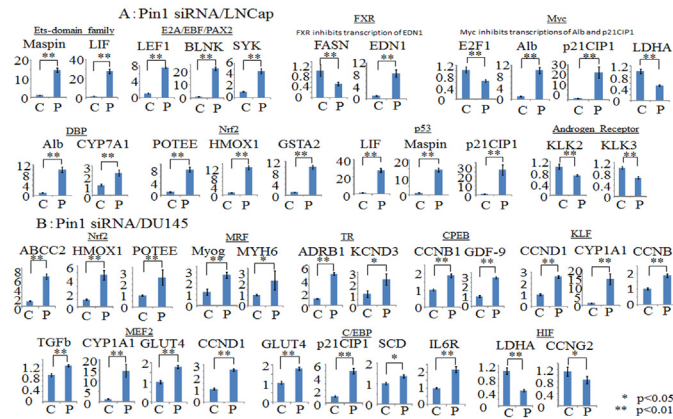 A : Pin1 siRNA/LNCap
Ets-domain family E2A/EBF/PAX2 FXR Myc
FXR inhibits transcription of EDN1 Myc inhibits transcriptions of Alb and p21CIP1
Maspin LIF LEF1 BLNK SYK FASN EDN1 E2F1 Alb p21CIP1 LDHA
** ** ** ** ** ** ** ** ** ** **
C P C P C P C P C P C P C P C P C P C P C P
DBP Nrf2 p53 Androgen Receptor
Alb CYP7A1 POTEE HMOX1 GSTA2 LIF Maspin p21CIP1 KLK2 KLK3
** ** ** ** ** ** ** ** ** **
C P C P C P C P C P C P C P C P C P C P
B : Pin1 siRNA/DU145
Nrf2 MRF TR CPEB KLF
ABCC2 HMOX1 POTEE Myog MYH6 ADRB1 KCND3 CCNB1 GDF-9 CCND1 CYP1A1 CCNB
** ** ** ** * ** * ** ** ** ** **
C P C P C P C P C P C P C P C P C P C P C P C P
MEF2 C/EBP HIF
TGFb CYP1A1 GLUT4 CCND1 GLUT4 p21CIP1 SCD IL6R LDHA CCNG2
** ** ** ** ** ** * ** ** *
C P C P C P C P C P C P C P C P C P C P
* p<0.05
** p<0.01